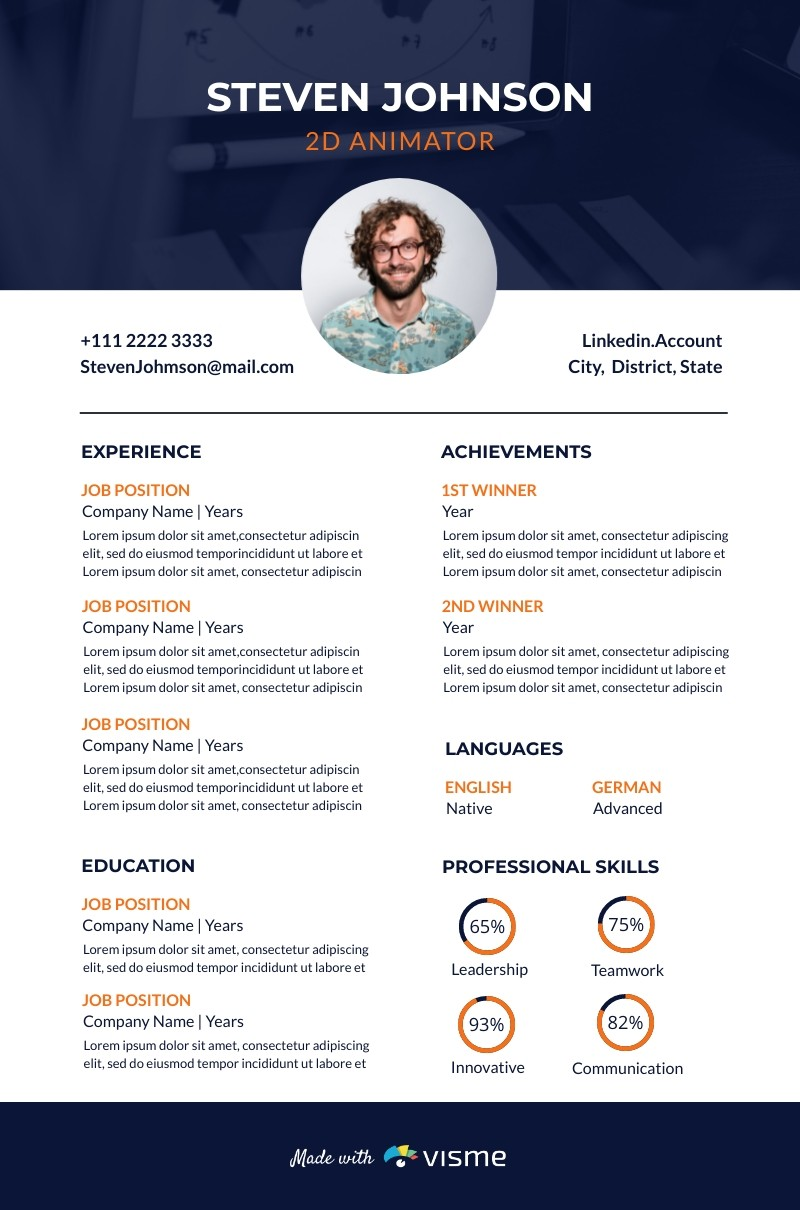 #5
#6
#7
#8
STEVEN JOHNSON
2D ANIMATOR
+111 2222 3333
StevenJohmson@mail.com
Linkedin.Account
City, District, State
EXPERIENCE
JOB POSITION
Company Name | Years
Lorem ipsum dolor sit amet,consectetur adipiscin
elit, sed do eiusmod temporincididunt ut labore et
Lorem ipsum dolor sit amet, consectetur adipiscin
JOB POSITION
Company Name | Years
Lorem ipsum dolor sit amet,consectetur adipiscin
elit, sed do eiusmod temporincididunt ut labore et
Lorem ipsum dolor sit amet, consectetur adipiscin
JOB POSITION
Company Name | Years
Lorem ipsum dolor sit amet,consectetur adipiscin
elit, sed do eiusmod temporincididunt ut labore et
Lorem ipsum dolor sit amet, consectetur adipiscin
EDUCATION
JOB POSITION
Company Name | Years
Lorem ipsum dolor sit amet, consectetur adipiscing
elit, sed do eiusmod tempor incididunt ut labore et
JOB POSITION
Company Name | Years
Lorem ipsum dolor sit amet, consectetur adipiscing
elit, sed do eiusmod tempor incididunt ut labore et
ACHIEVEMENTS
1ST WINNER
Year
Lorem ipsum dolor sit amet, consectetur adipiscing
elit, sed do eiusmod tempor incididunt ut labore et
Lorem ipsum dolor sit amet, consectetur adipiscin
2ND WINNER
Year
Lorem ipsum dolor sit amet, consectetur adipiscing
elit, sed do eiusmod tempor incididunt ut labore et
Lorem ipsum dolor sit amet, consectetur adipiscin
LANGUAGES
ENGLISH
Native
GERMAN
Advanced
PROFESSIONAL SKILLS
65%
Leadership
75%
Teamwork
93%
Innovative
82%
Communication
Made with visme